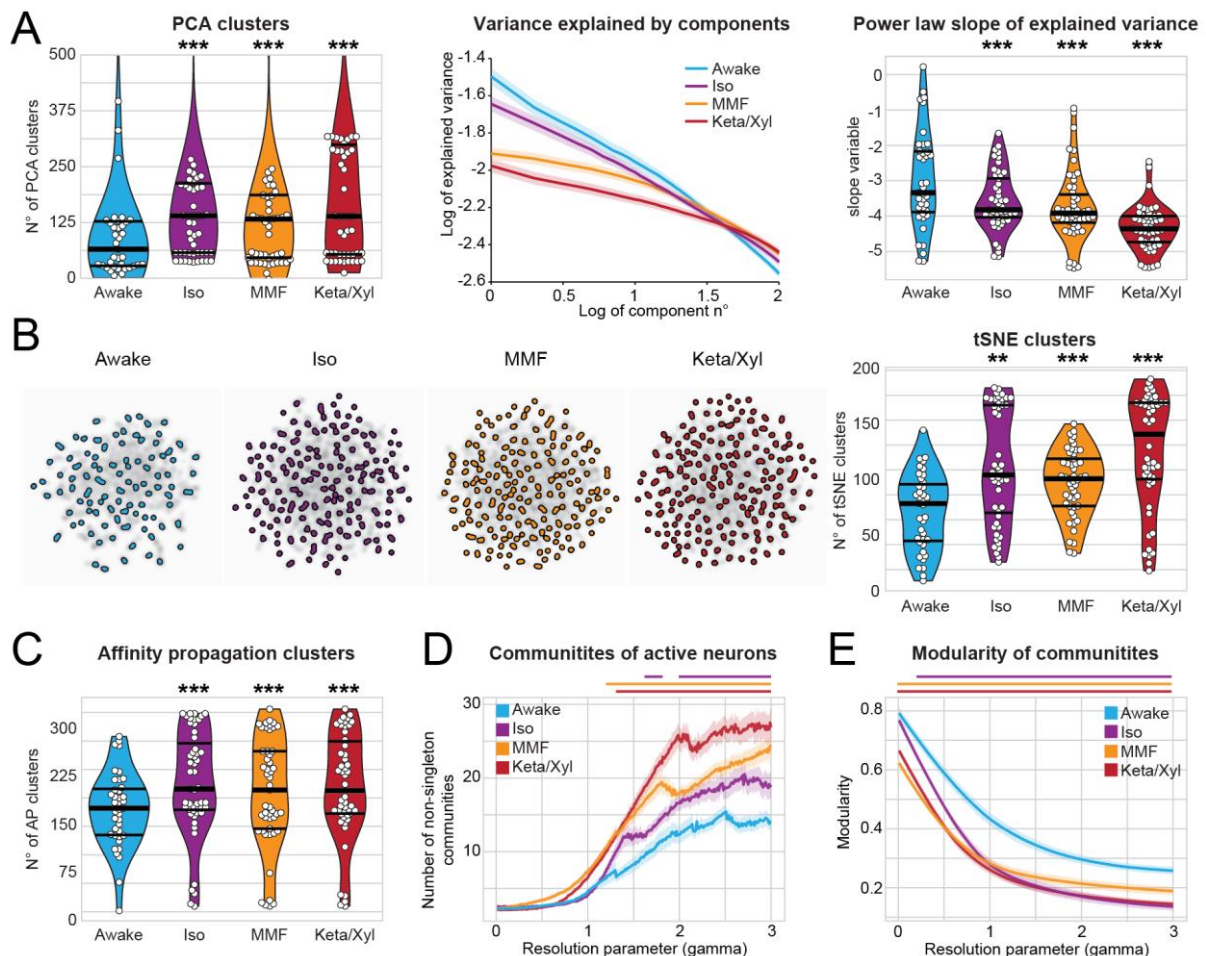 A
PCA clusters
*** *** ***
500
375
250
125
0
N° of PCA clusters
Awake Iso MMF Keta/Xyl
Variance explained by components
-1.4
-1.6
-1.8
-2
-2.2
-2.4
-2.6
Log of explained variance
Awake
Iso
MMF
Keta/Xyl
0 0.5 1 1.5 2
Log of component n°
Power law slope of explained variance
*** *** ***
0
-1
-2
-3
-4
-5
slope variable
Awake Iso MMF Keta/Xyl
B
Awake Iso MMF Keta/Xyl
tSNE clusters
** *** ***
200
150
100
50
0
N° of tSNE clusters
Awake Iso MMF Keta/Xyl
C
Affinity propagation clusters
*** *** ***
300
225
150
75
0
N° of AP clusters
Awake Iso MMF Keta/Xyl
D
Communitites of active neurons
30
20
10
Number of non-singleton
communities
Awake
Iso
MMF
Keta/Xyl
0 1 2 3
Resolution parameter (gamma)
E
Modularity of communitites
0.8
0.6
0.4
0.2
Modularity
Awake
Iso
MMF
Keta/Xyl
0 1 2 3
Resolution parameter (gamma)